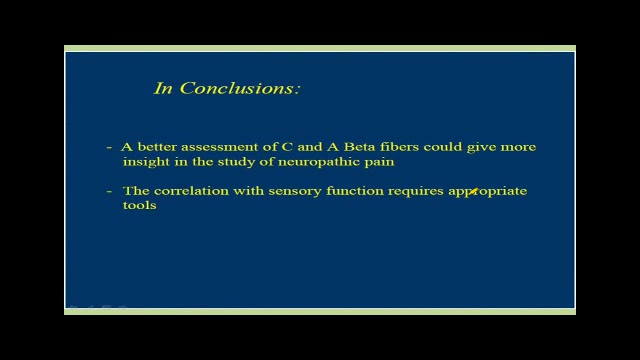 In Conclusions:
- A better assessment of C and A Beta fibers could give more
insight in the study of neuropathic pain
- The correlation with sensory function requires appropriate
tools